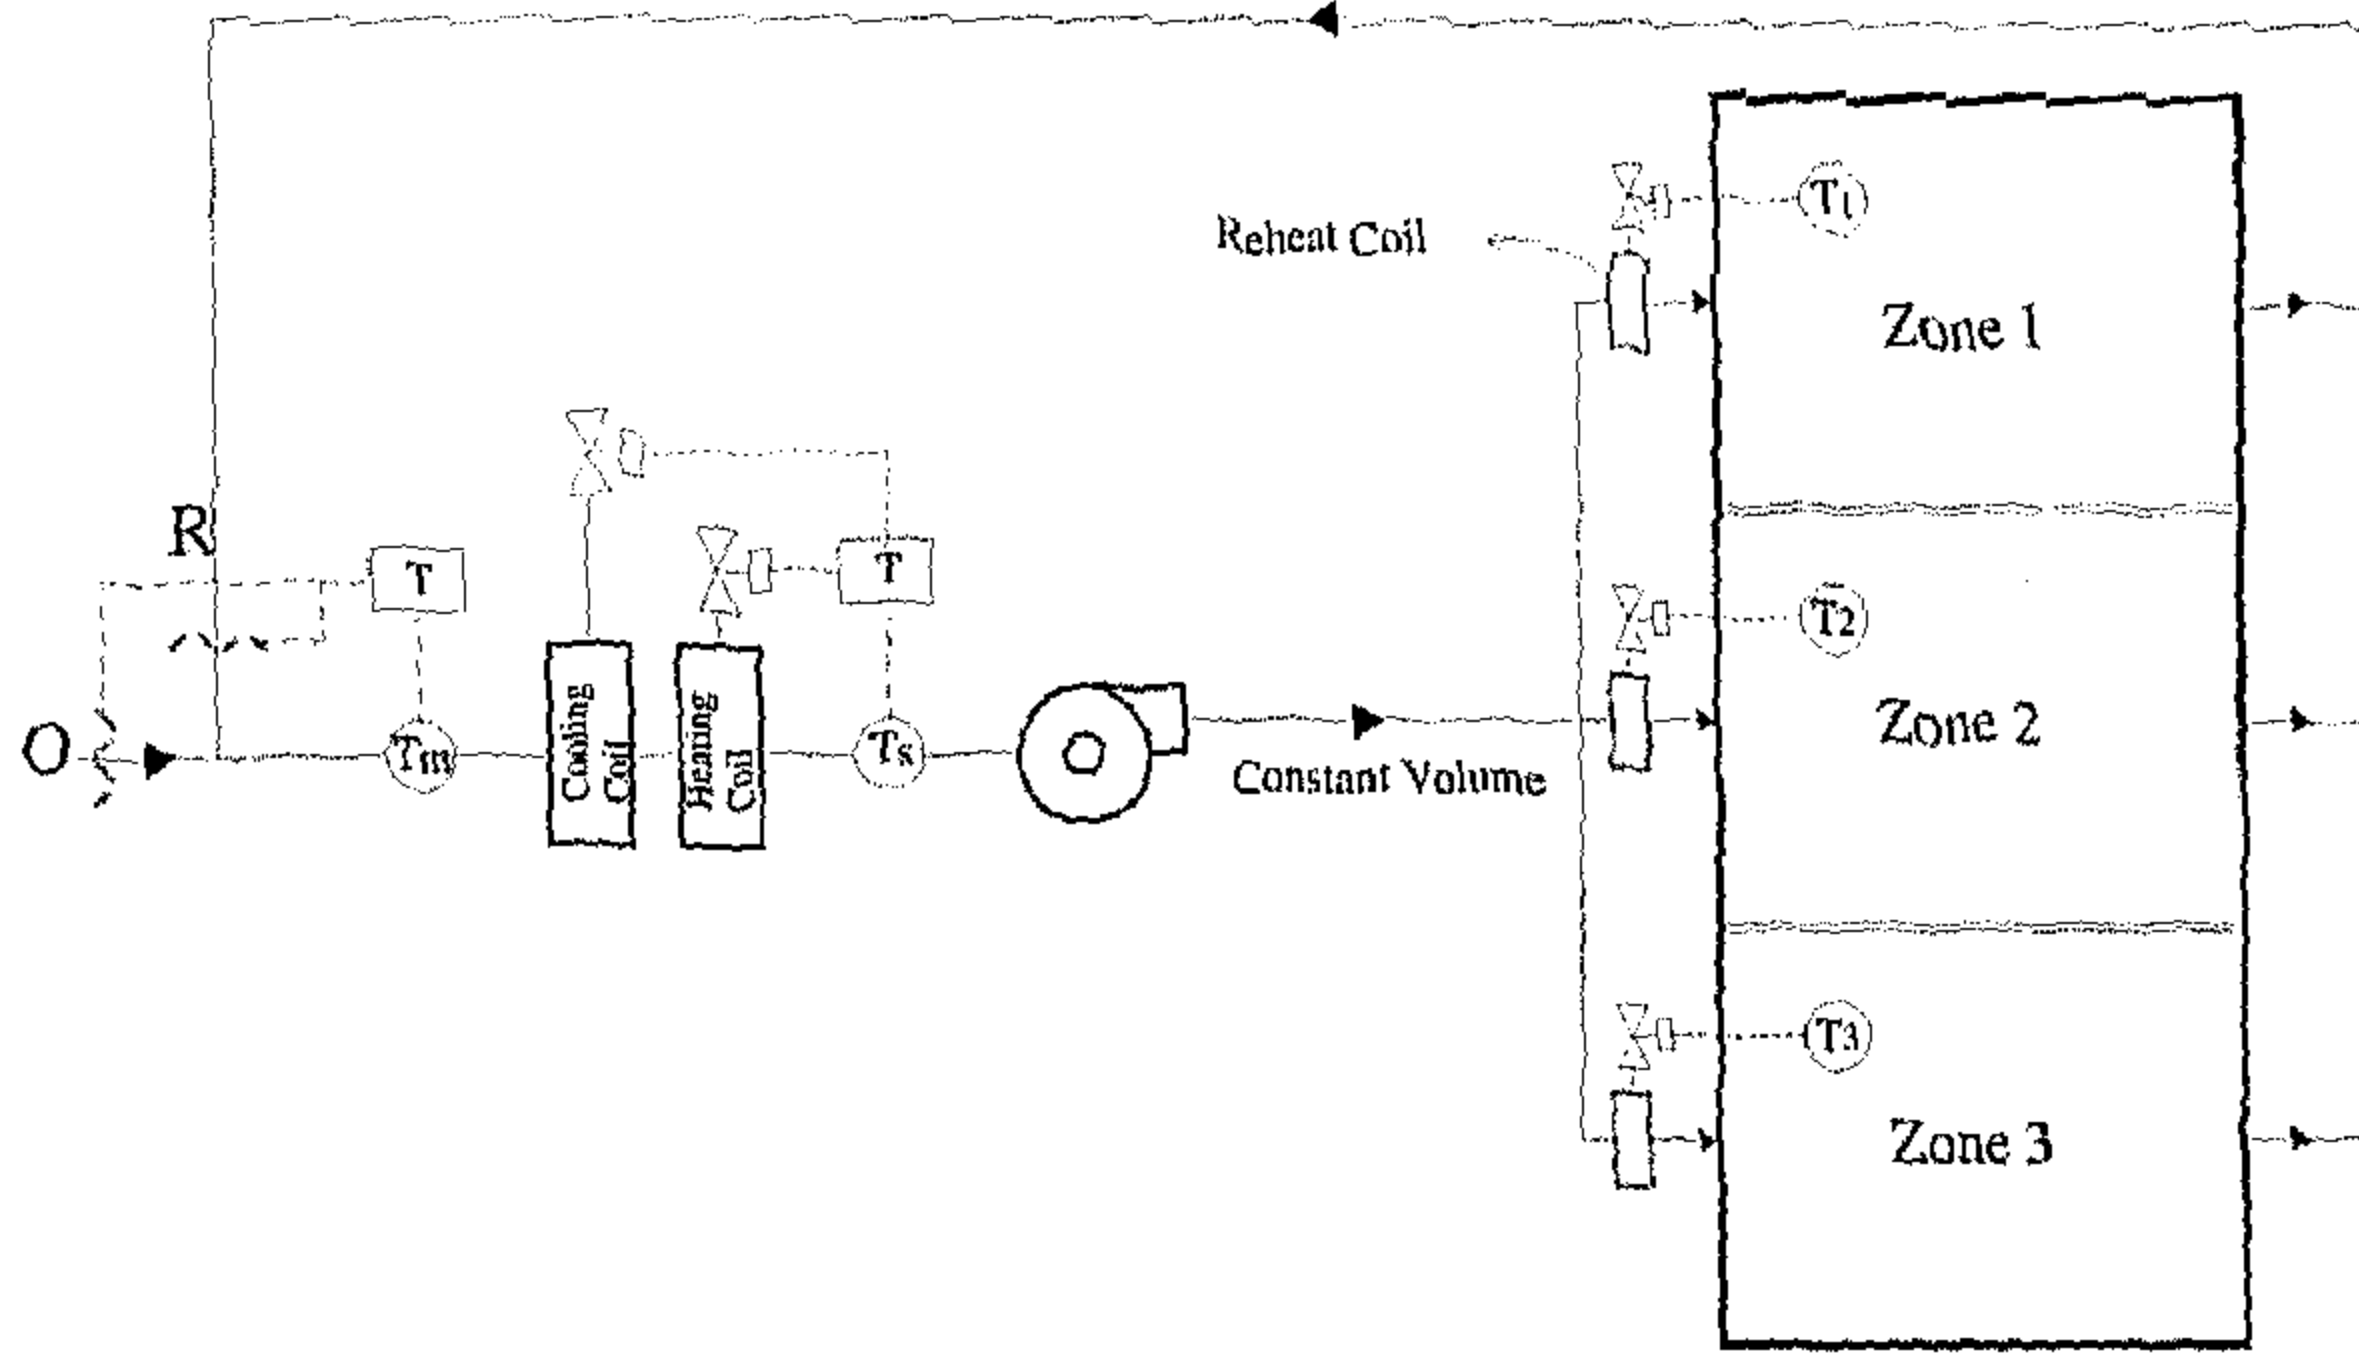 Reheat Coil
T1
Zone 1
R
T
T
T2
Zone 2
O
Tm
Cooling
Coil
Heating
Coil
Ts
Constant Volume
T3
Zone 3